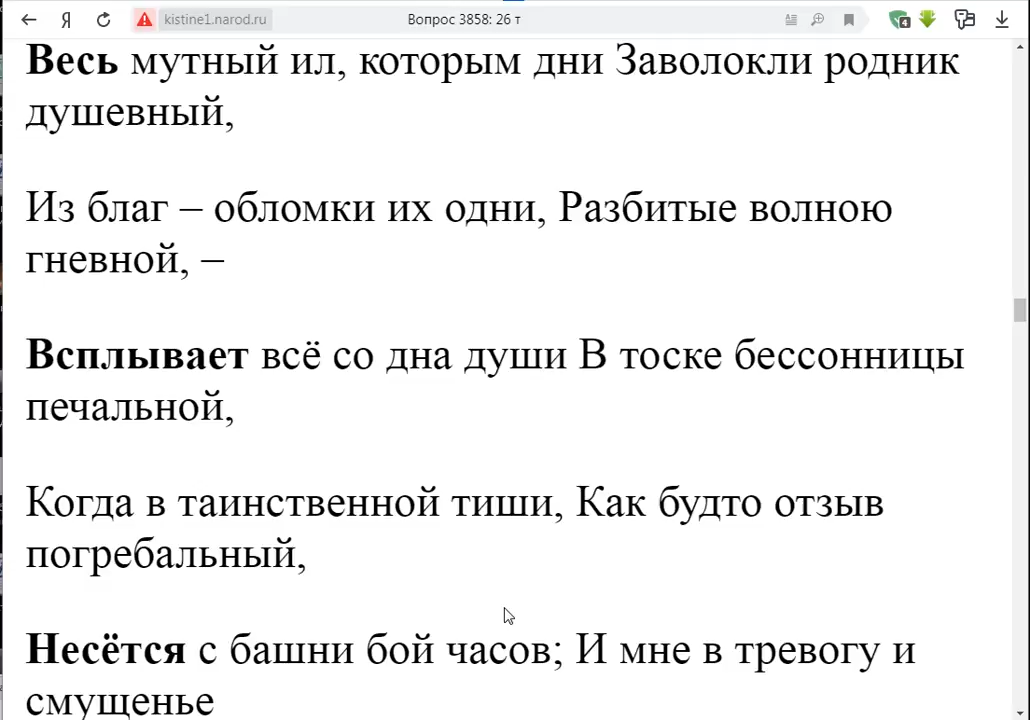 Я
kistine1.narod.ru
Вопрос 3858: 26 т
4
Весь мутный ил, которым дни Заволокли родник
душевный,
Из благ – обломки их одни, Разбитые волною
гневной, –
Всплывает всё со дна души В тоске бессонницы
печальной,
Когда в таинственной тиши, Как будто отзыв
погребальный,
Несётся с башни бой часов; И мне в тревогу и
смущенье